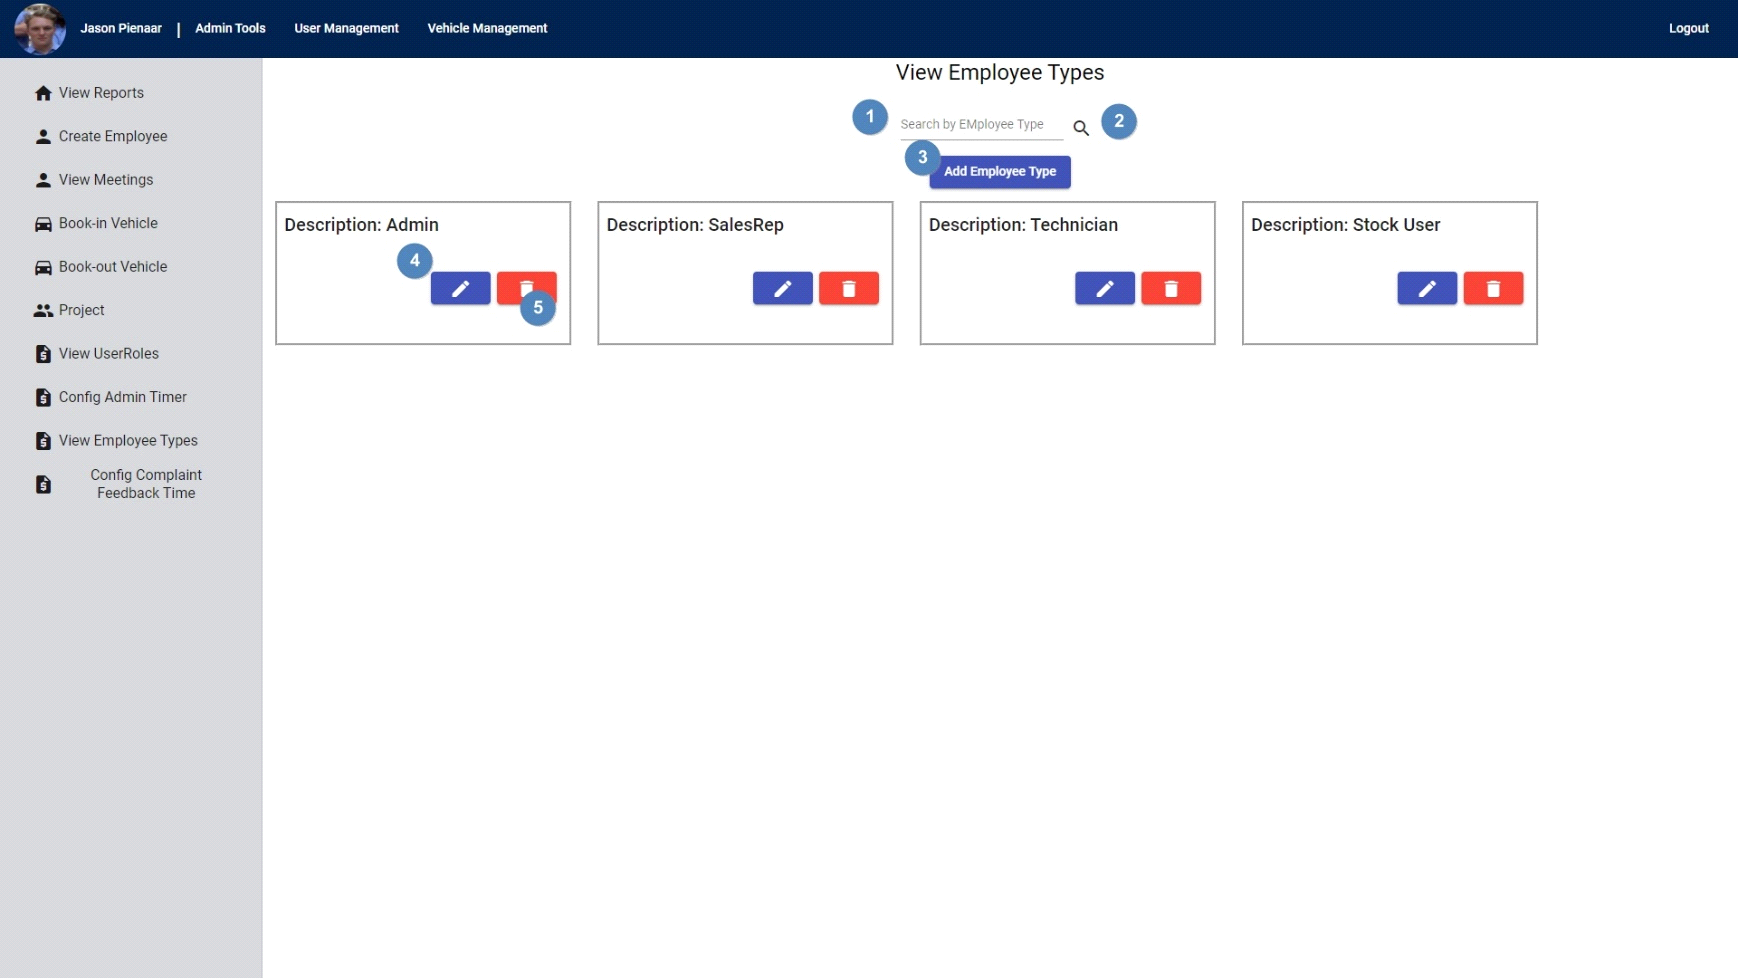 Jason Pienaar | Admin Tools User Management Vehicle Management Logout
View Reports
Create Employee
View Meetings
Book-in Vehicle
Book-out Vehicle
Project
View UserRoles
Config Admin Timer
View Employee Types
Config Complaint
Feedback Time
View Employee Types
1 Search by EMployee Type 2
3 Add Employee Type
Description: Admin
4
5
Description: SalesRep
Description: Technician
Description: Stock User